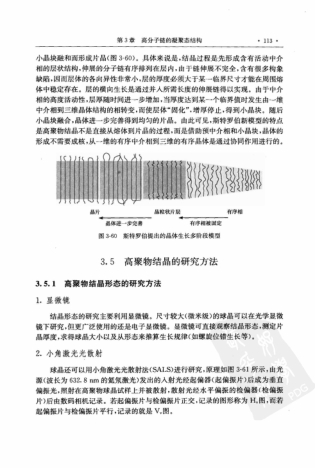 第3章 高分子链的凝聚态结构 · 113 ·
小晶块融和而形成片晶(图 3-60)。具体来说是,结晶过程是先形成含有活动中介
相的层状结构,伸展的分子链有序排列在层内,由于链伸展不完全,含有很多构象
缺陷,因而层体的各向异性非常小,层的厚度必须大于某一临界尺寸才能在周围熔
体中稳定存在。层的横向生长是通过并入所需长度的伸展链得以实现。由于中介
相的高度活动性,层厚随时间进一步增加,当厚度达到某一个临界值时发生由一维
中介相到三维晶体结构的相转变,而使层体“固化”,增厚停止,得到小晶块。随后
小晶块融合,晶体进一步完善得到均匀的片晶。由此可见,斯特罗伯新模型的特点
是高聚物结晶不是直接从熔体到片晶的过程,而是借助预中介相和小晶块,晶体的
形成不需要成核,从一维的有序中介相到三维的有序晶体是通过协同作用进行的。
晶片 晶粒状片层 有序相
晶体进一步完善 有序相被固定
图 3-60 斯特罗伯提出的晶体生长多阶段模型
3.5 高聚物结晶的研究方法
3.5.1 高聚物结晶形态的研究方法
1. 显微镜
结晶形态的研究主要利用显微镜。尺寸较大(微米级)的球晶可以在光学显微
镜下研究,但更广泛使用的还是电子显微镜。显微镜可直接观察结晶形态、测定片
晶厚度,求得球晶大小以及从形态来推算生长规律(如螺旋位错生长等)。
2. 小角激光光散射
球晶还可以用小角激光光散射法(SALS)进行研究,原理如图 3-61 所示,由光
源(波长为 632.8 nm 的氦氖激光)发出的入射光经起偏器(起偏振片)后成为垂直
偏振光,照射在高聚物球晶试样上并被散射,散射光经水平偏振的检偏器(检偏振
片)后由数码相机记录。若起偏振片与检偏振片正交,记录的图形称为 Hᵥ图,而若
起偏振片与检偏振片平行,记录的就是 Vᵥ图。